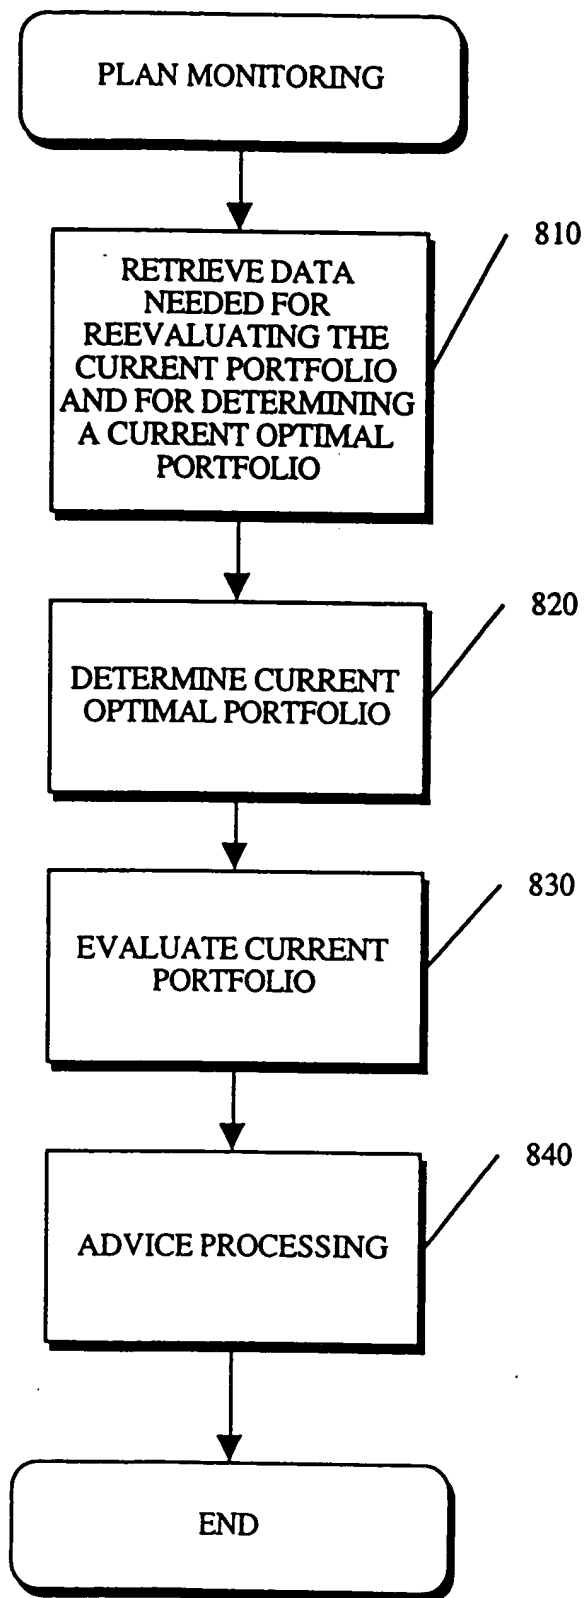 PLAN MONITORING
810
RETRIEVE DATA
NEEDED FOR
REEVALUATING THE
CURRENT PORTFOLIO
AND FOR DETERMINING
A CURRENT OPTIMAL
PORTFOLIO
820
DETERMINE CURRENT
OPTIMAL PORTFOLIO
830
EVALUATE CURRENT
PORTFOLIO
840
ADVICE PROCESSING
END